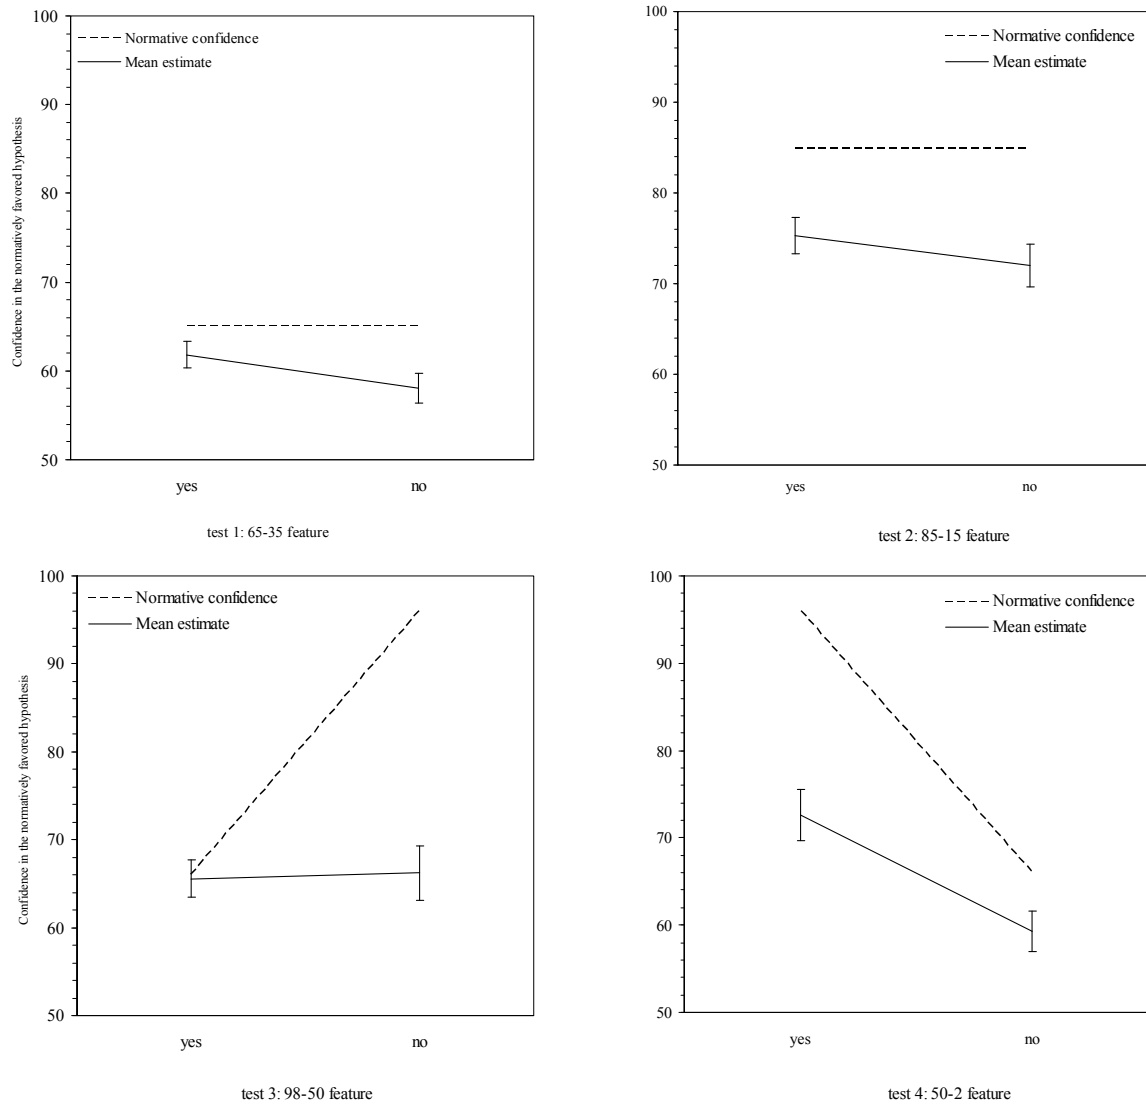 100
90
80
70
60
50
Confidence in the normatively favored hypothesis
Normative confidence
Mean estimate
yes no
test 1: 65-35 feature
100
90
80
70
60
50
Normative confidence
Mean estimate
yes no
test 2: 85-15 feature
100
90
80
70
60
50
Confidence in the normatively favored hypothesis
Normative confidence
Mean estimate
yes no
test 3: 98-50 feature
100
90
80
70
60
50
Normative confidence
Mean estimate
yes no
test 4: 50-2 feature